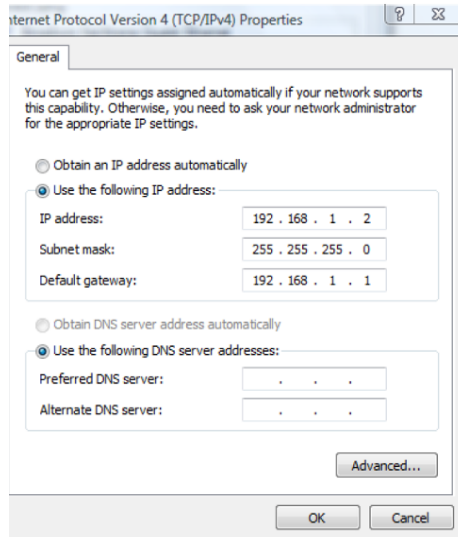 nternet Protocol Version 4 (TCP/IPv4) Properties
General
You can get IP settings assigned automatically if your network supports
this capability. Otherwise, you need to ask your network administrator
for the appropriate IP settings.
Obtain an IP address automatically
Use the following IP address:
IP address: 192 . 168 . 1 . 2
Subnet mask: 255 . 255 . 255 . 0
Default gateway: 192 . 168 . 1 . 1
Obtain DNS server address automatically
Use the following DNS server addresses:
Preferred DNS server: . . .
Alternate DNS server: . . .
Advanced...
OK Cancel